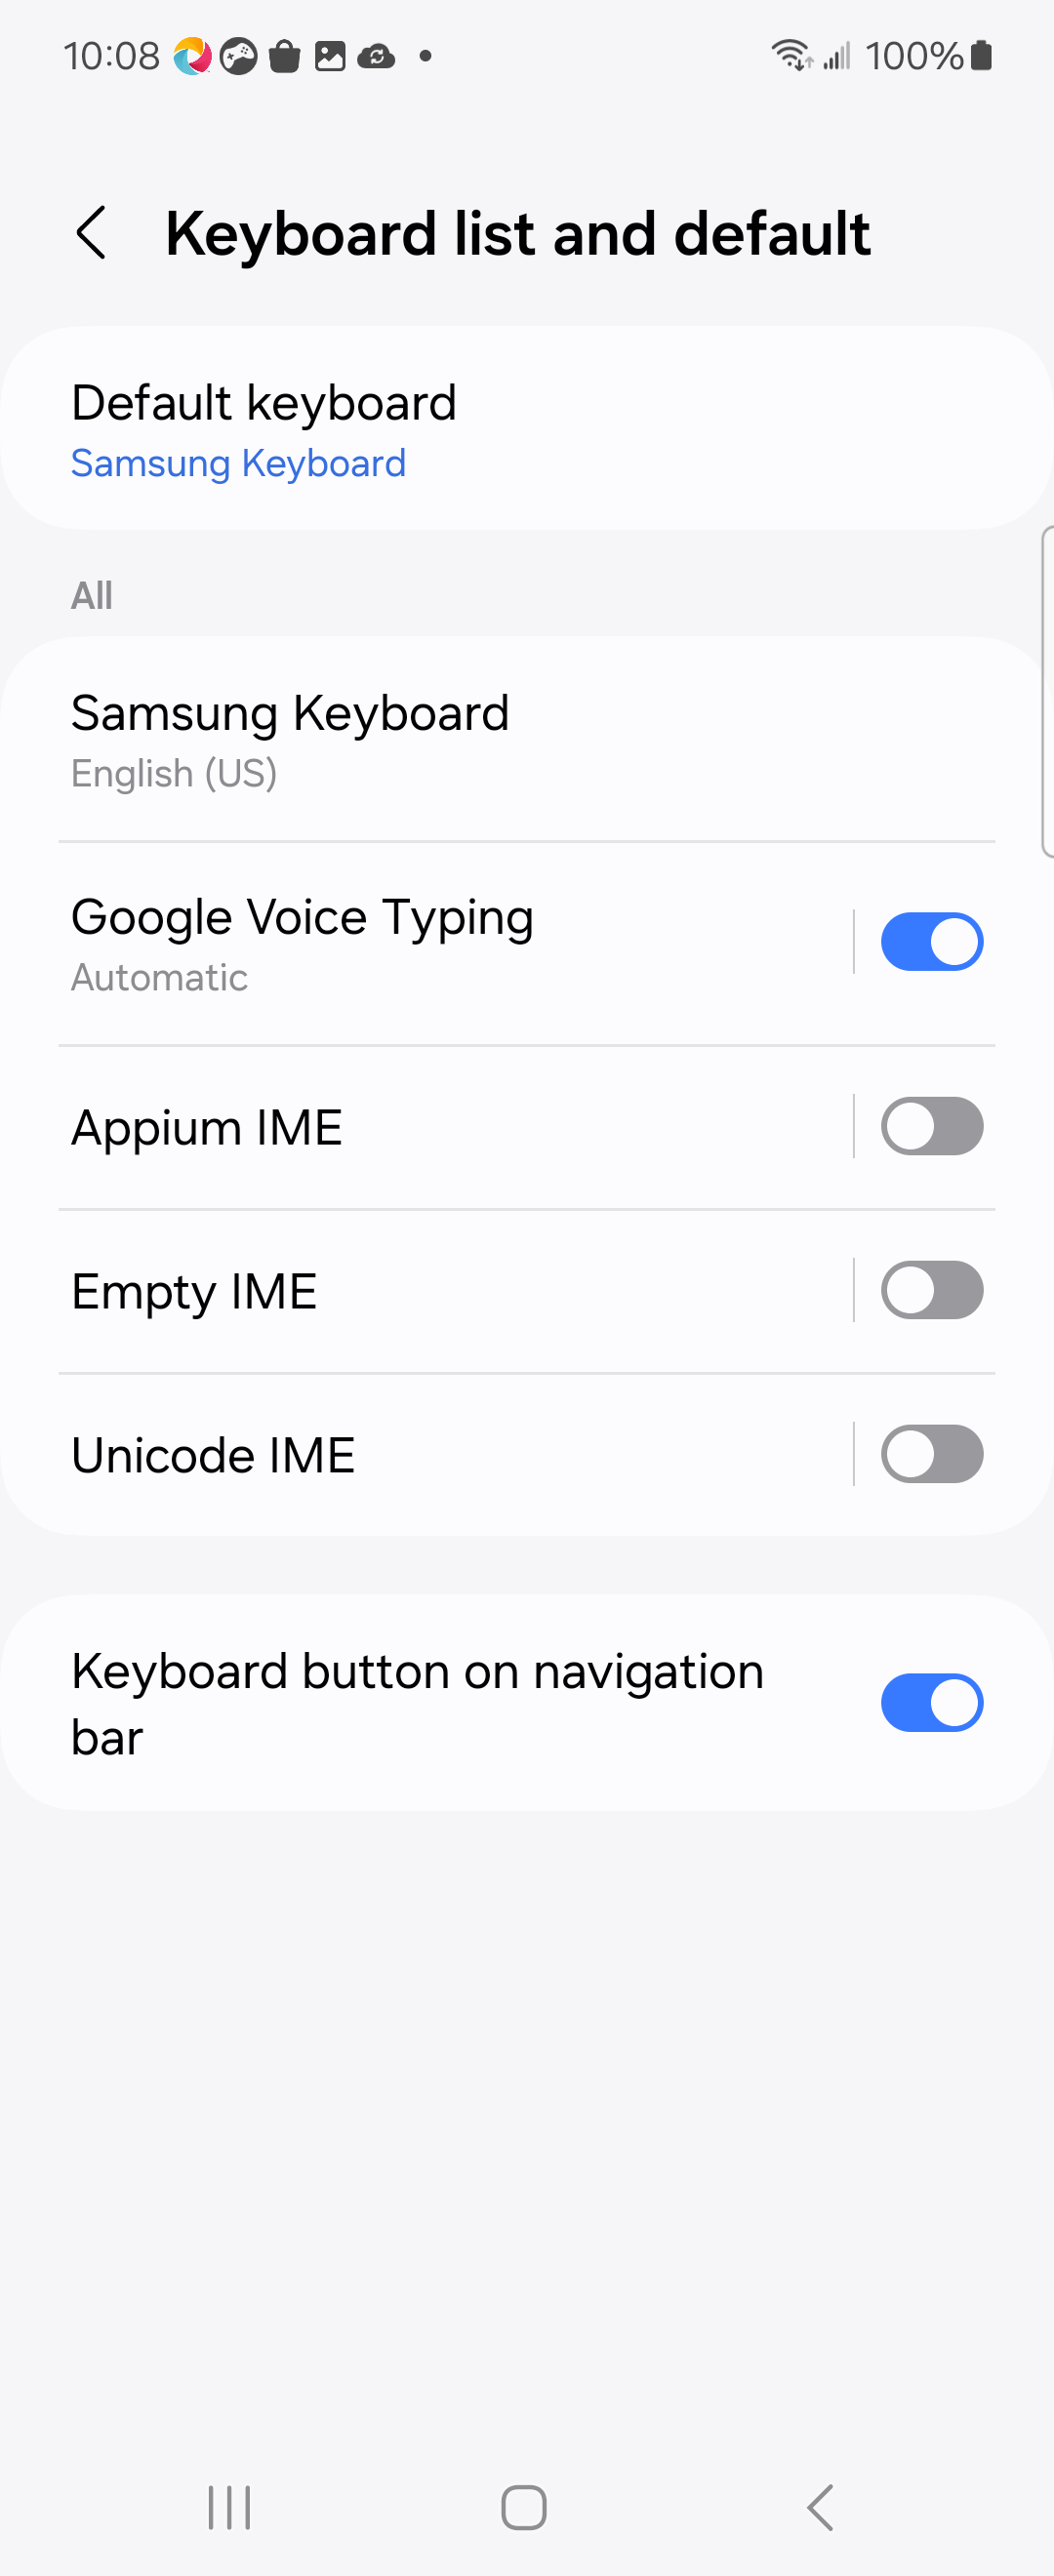 10:08
100%
Keyboard list and default
Default keyboard
Samsung Keyboard
All
Samsung Keyboard
English (US)
Google Voice Typing
Automatic
Appium IME
Empty IME
Unicode IME
Keyboard button on navigation
bar